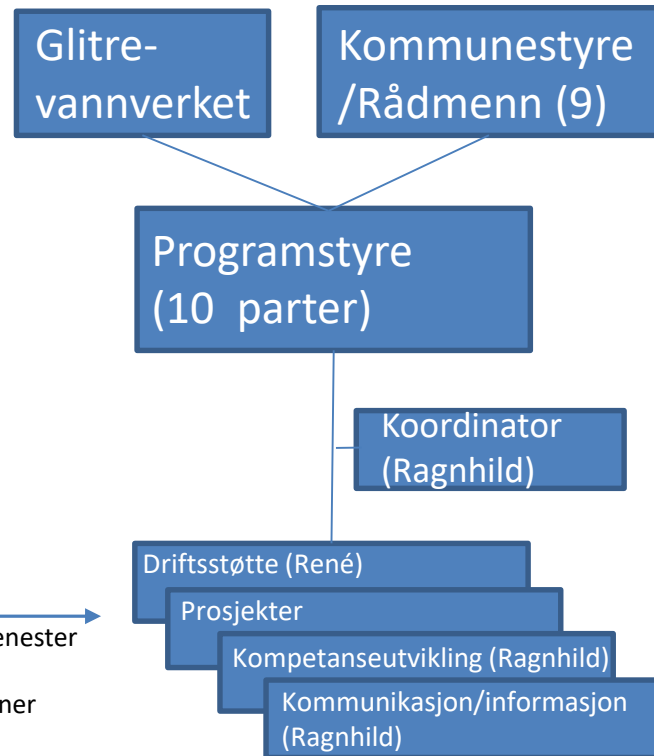 Glitre-
vannverket
Kommunestyre
/Rådmenn (9)
Programstyre
(10 parter)
Koordinator
(Ragnhild)
Driftsstøtte (René)
Prosjekter
Kompetanseutvikling (Ragnhild)
Kommunikasjon/informasjon
(Ragnhild)